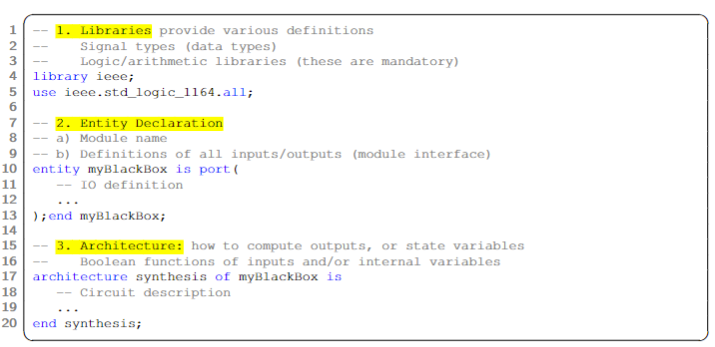 1 -- 1. Libraries provide various definitions
2 -- Signal types (data types)
3 -- Logic/arithmetic libraries (these are mandatory)
4 library ieee;
5 use ieee.std_logic_1164.all;
6
7 -- 2. Entity Declaration
8 -- a) Module name
9 -- b) Definitions of all inputs/outputs (module interface)
10 entity myBlackBox is port(
11 -- IO definition
12 ...
13 );end myBlackBox;
14
15 -- 3. Architecture: how to compute outputs, or state variables
16 -- Boolean functions of inputs and/or internal variables
17 architecture synthesis of myBlackBox is
18 -- Circuit description
19 ...
20 end synthesis;